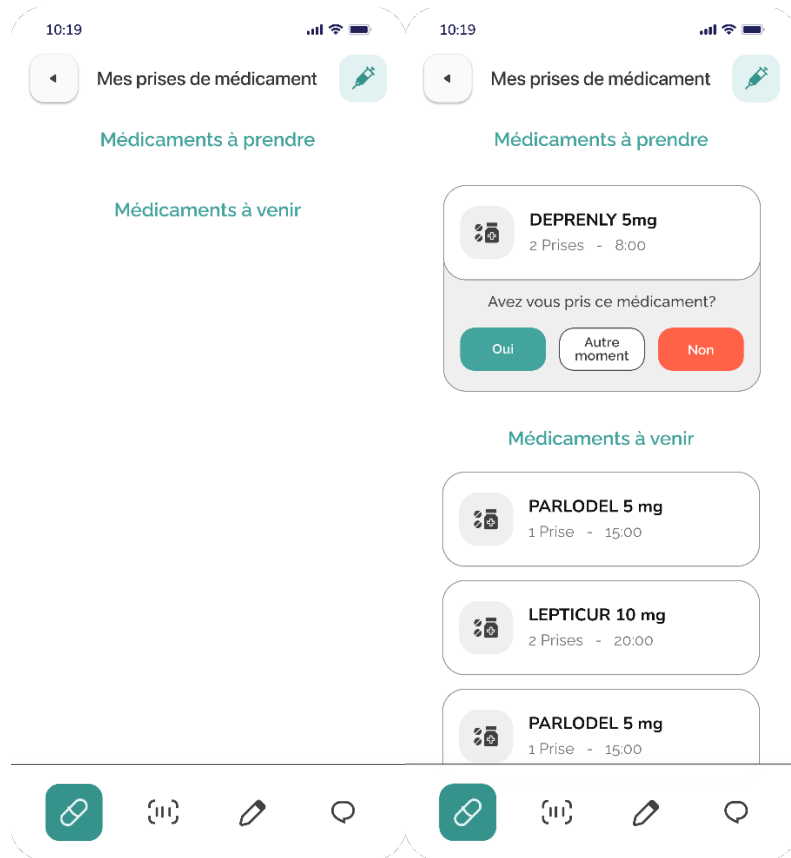 10:19
Mes prises de médicament
Médicaments à prendre
Médicaments à venir
10:19
Mes prises de médicament
Médicaments à prendre
DEPRENLY 5mg
2 Prises - 8:00
Avez vous pris ce médicament?
Oui
Autre
moment
Non
Médicaments à venir
PARLODEL 5 mg
1 Prise - 15:00
LEPTICUR 10 mg
2 Prises - 20:00
PARLODEL 5 mg
1 Prise - 15:00